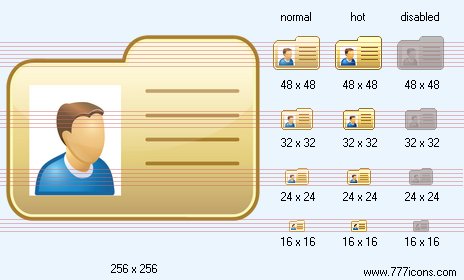 normal hot disabled
48 x 48 48 x 48 48 x 48
32 x 32 32 x 32 32 x 32
24 x 24 24 x 24 24 x 24
16 x 16 16 x 16 16 x 16
256 x 256
www.777icons.com